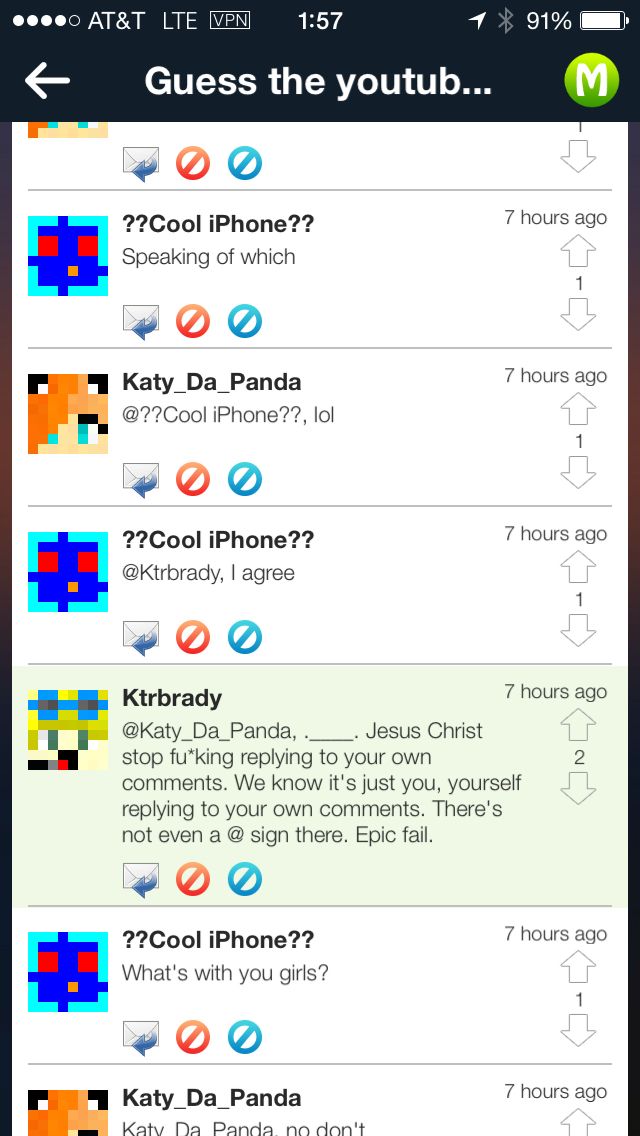 AT&T LTE VPN 1:57 91%
Guess the youtub... M
1
??Cool iPhone?? 7 hours ago
Speaking of which
1
Katy_Da_Panda 7 hours ago
@??Cool iPhone??, lol
1
??Cool iPhone?? 7 hours ago
@Ktrbrady, I agree
1
Ktrbrady 7 hours ago
@Katy_Da_Panda, .____. Jesus Christ
stop fu*king replying to your own
comments. We know it's just you, yourself
replying to your own comments. There's
not even a @ sign there. Epic fail.
2
??Cool iPhone?? 7 hours ago
What's with you girls?
1
Katy_Da_Panda 7 hours ago
Katy_Da_Panda, no don't